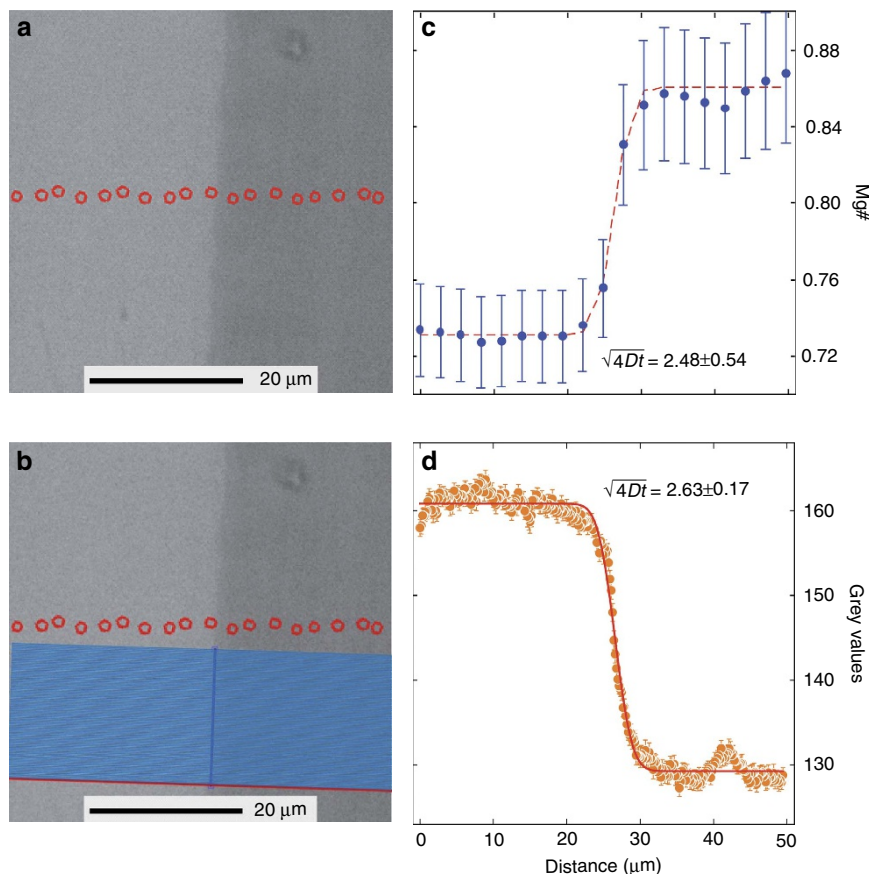 a
20 μm
b
20 μm
c
0.88
0.84
0.80
0.76
0.72
Mg#
√4Dt = 2.48±0.54
d
√4Dt = 2.63±0.17
160
150
140
130
Grey values
0 10 20 30 40 50
Distance (μm)